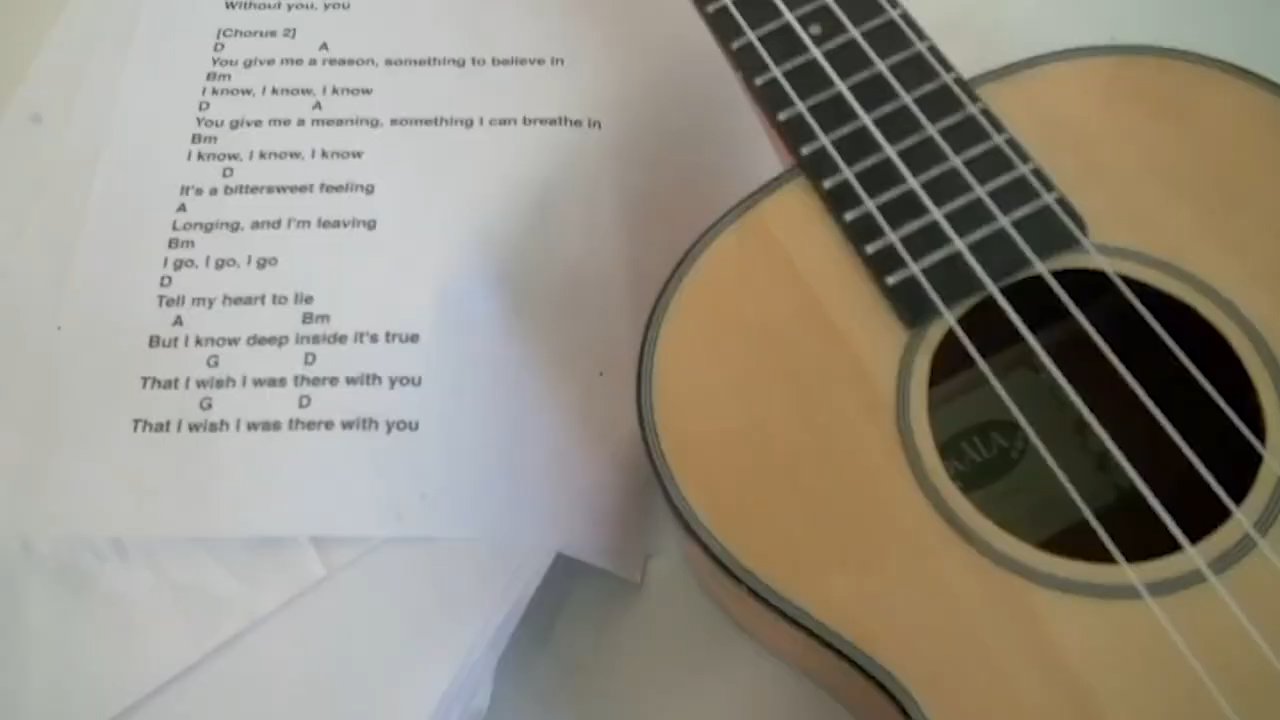 Without you, you
[Chorus 2]
D A
You give me a reason, something to believe in
Bm
I know, I know, I know
D A
You give me a meaning, something I can breathe in
Bm
I know, I know, I know
D
It's a bittersweet feeling
A
Longing, and I'm leaving
Bm
I go, I go, I go
D
Tell my heart to lie
A Bm
But I know deep inside it's true
G D
That I wish I was there with you
G D
That I wish I was there with you
KALA